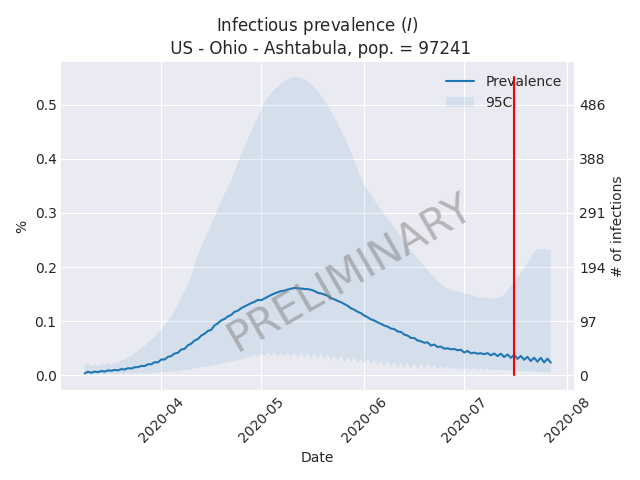 Infectious prevalence (I)
US - Ohio - Ashtabula, pop. = 97241
Prevalence
95C
0.5
0.4
0.3
0.2
0.1
0.0
%
486
388
291
194
97
0
# of infections
PRELIMINARY
2020-04
2020-05
2020-06
2020-07
2020-08
Date